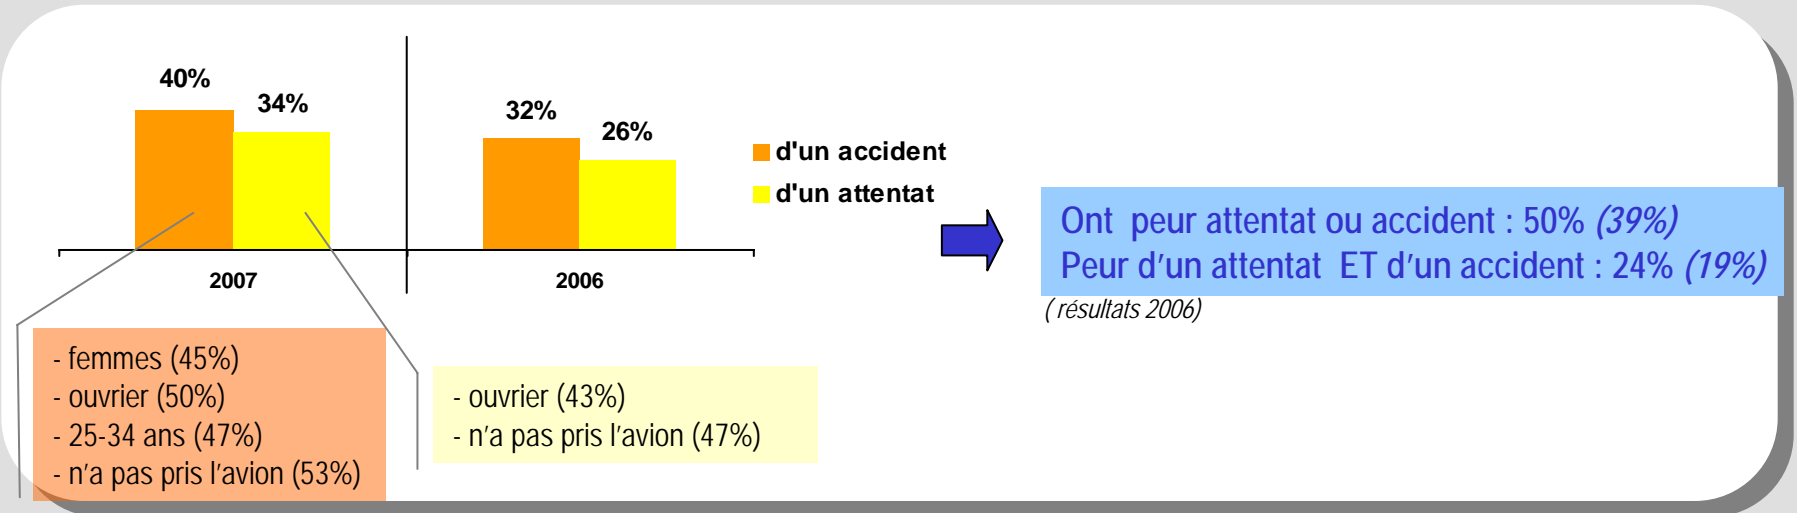 40%
34%
32%
26%
d'un accident
d'un attentat
2007
2006
Ont peur attentat ou accident : 50% (39%)
Peur d’un attentat ET d’un accident : 24% (19%)
( résultats 2006)
- femmes (45%)
- ouvrier (50%)
- 25-34 ans (47%)
- n’a pas pris l’avion (53%)
- ouvrier (43%)
- n’a pas pris l’avion (47%)